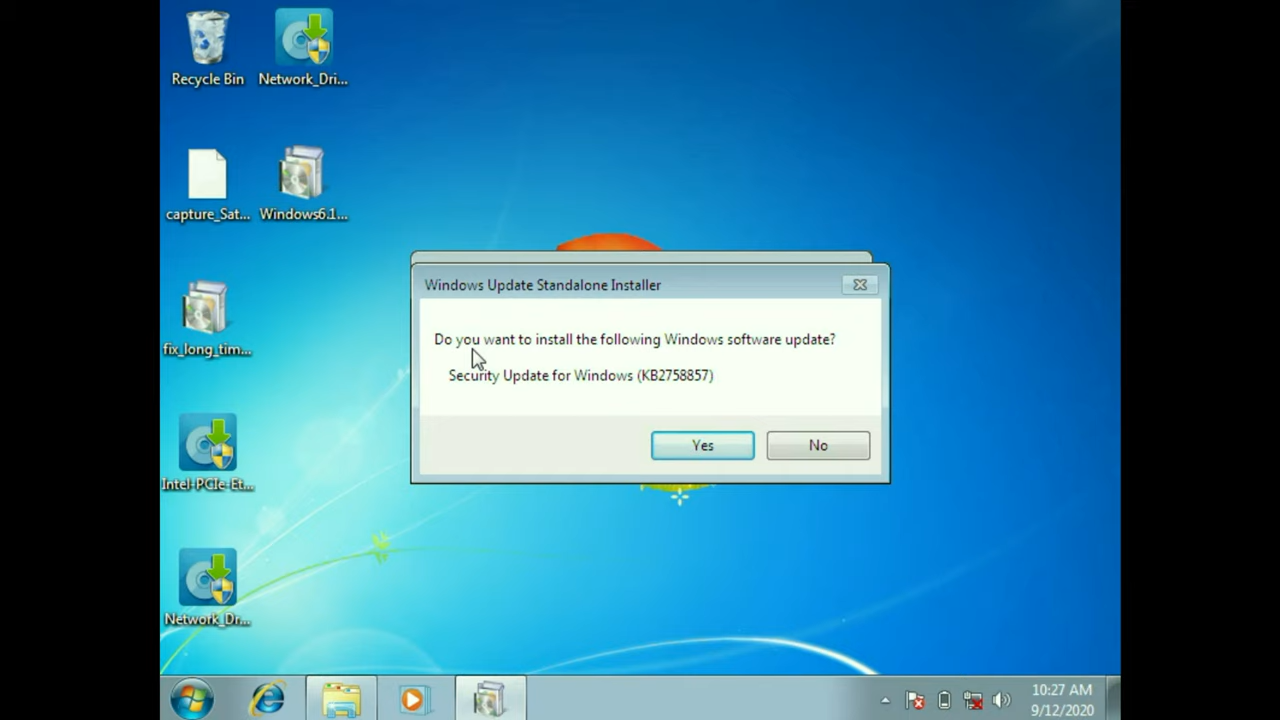 Recycle Bin
Network_Dri...
capture_Sat...
Windows6.1...
fix_long_tim...
Intel-PCIe-Et...
Network_Dr...
Windows Update Standalone Installer
Do you want to install the following Windows software update?
Security Update for Windows (KB2758857)
Yes
No
10:27 AM
9/12/2020